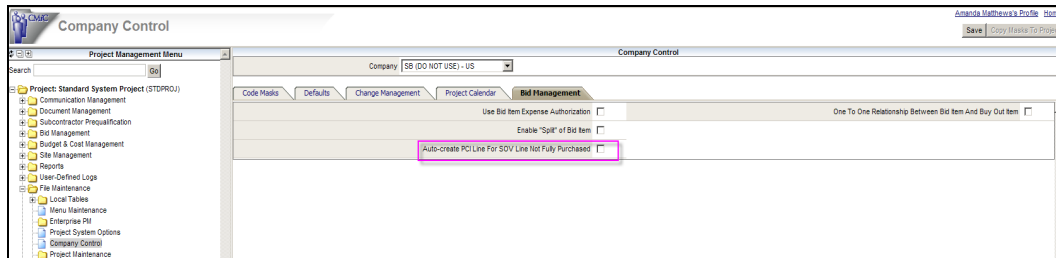 Amanda Matthews's Profile Hom
CMiC
Company Control
Save Copy Masks To Projec
Project Management Menu
Company Control
Search Go
Company SB (DO NOT USE) - US
Project: Standard System Project (STDPROJ)
Communication Management
Document Management
Subcontractor Prequalification
Bid Management
Budget & Cost Management
Site Management
Reports
User-Defined Logs
File Maintenance
Local Tables
Menu Maintenance
Enterprise PM
Project System Options
Company Control
Project Maintenance
Code Masks Defaults Change Management Project Calendar Bid Management
Use Bid Item Expense Authorization One To One Relationship Between Bid Item And Buy Out Item
Enable "Split" of Bid Item
Auto-create PCI Line For SOV Line Not Fully Purchased